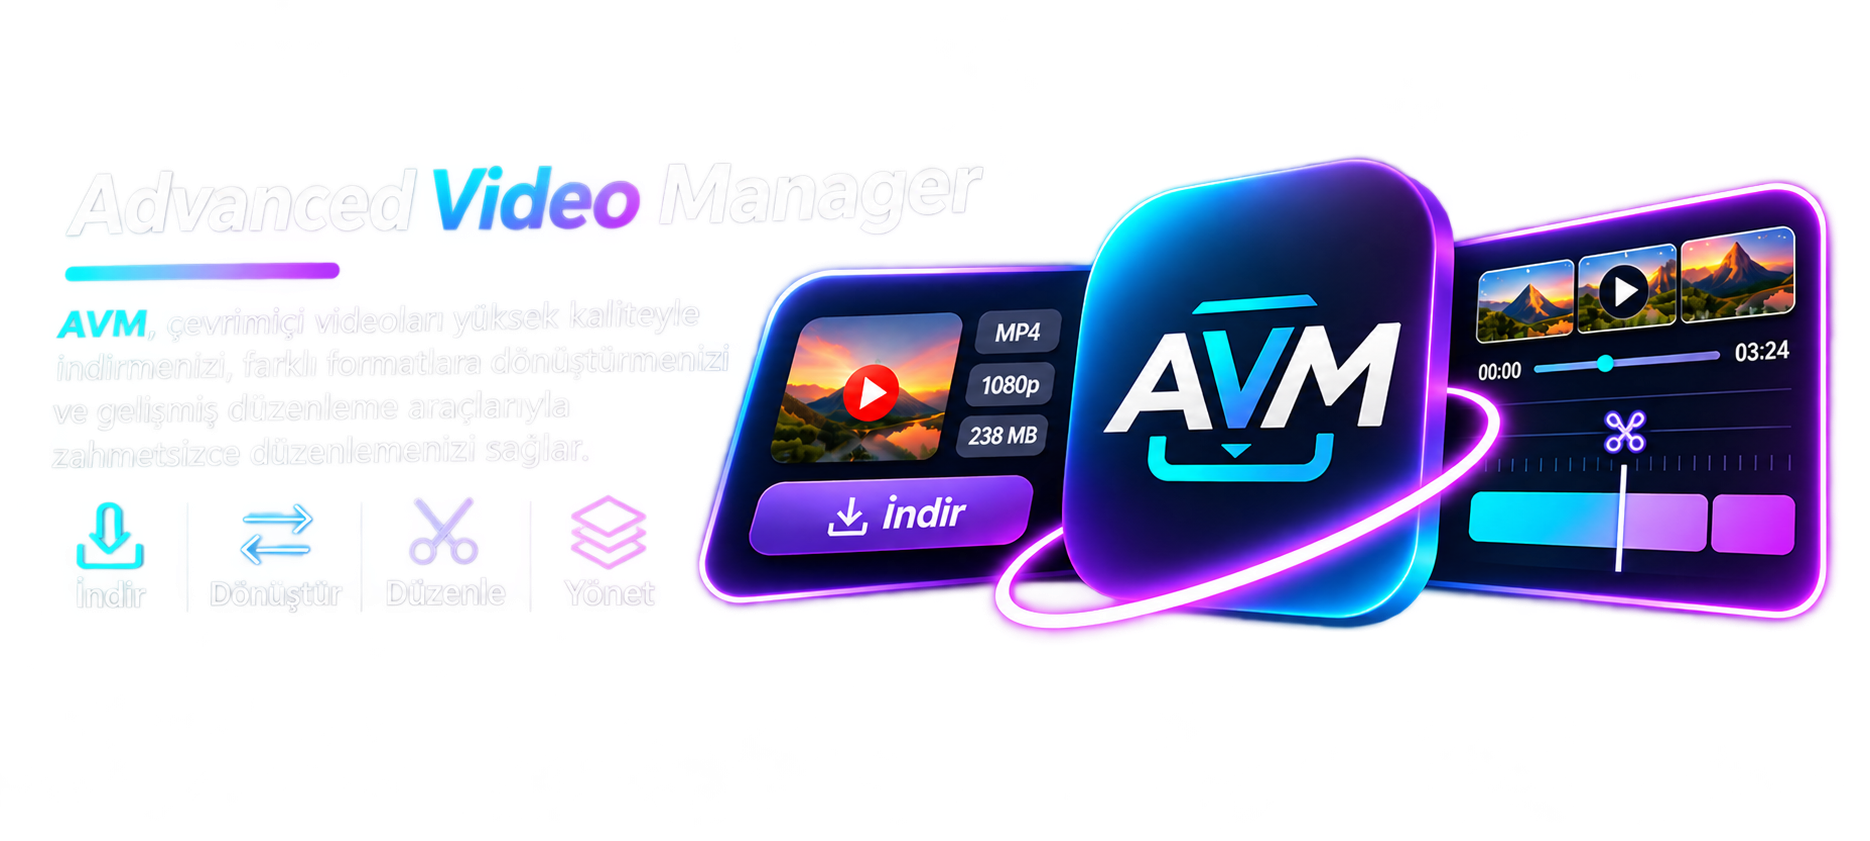 Advanced Video Manager
AVM, çevrimiçi videoları yüksek kaliteyle
indirmenizi, farklı formatlara dönüştürmenizi
ve gelişmiş düzenleme araçlarıyla
zahmetsizce düzenlemenizi sağlar.
İndir
Dönüştür
Düzenle
Yönet
MP4
1080p
238 MB
İndir
AVM
00:00
03:24